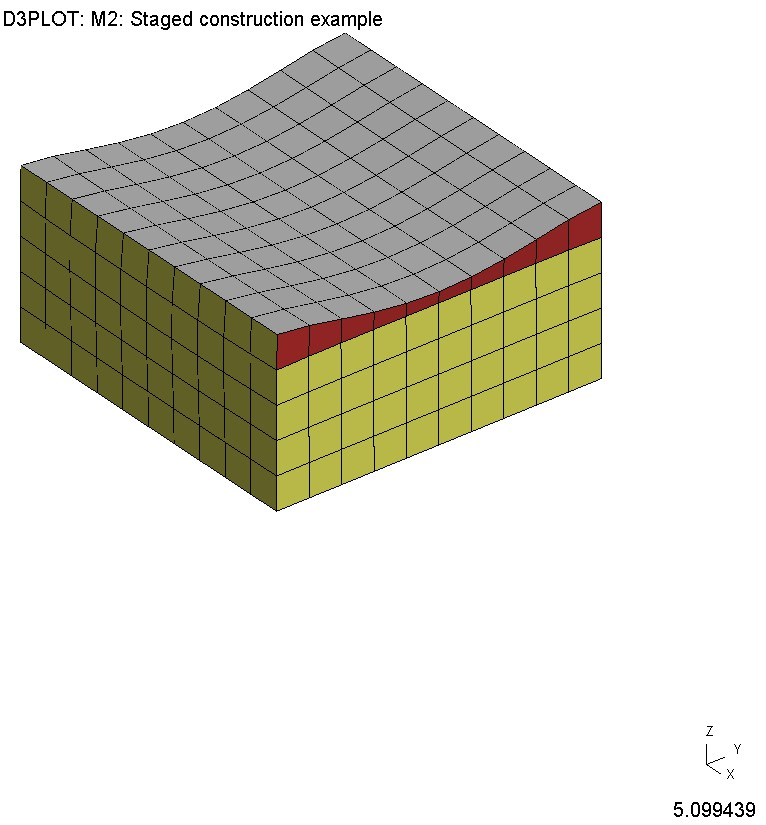 D3PLOT: M2: Staged construction example
Z
Y
X
5.099439